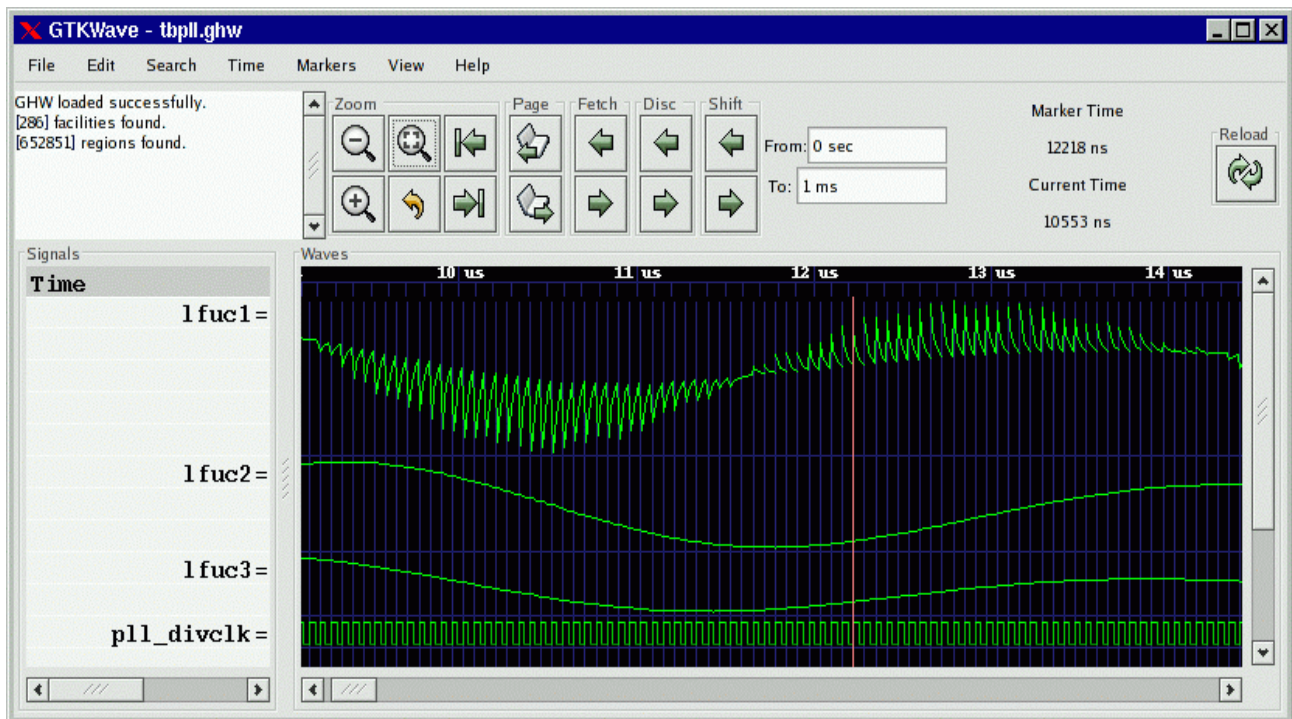 GTKWave - tbpll.ghw
File Edit Search Time Markers View Help
GHW loaded successfully.
[286] facilities found.
[652851] regions found.
Zoom Page Fetch Disc Shift
From: 0 sec
To: 1 ms
Marker Time
12218 ns
Current Time
10553 ns
Reload
Signals
Waves
Time
10 us 11 us 12 us 13 us 14 us
lfuc1=
lfuc2=
lfuc3=
pll_divclk=